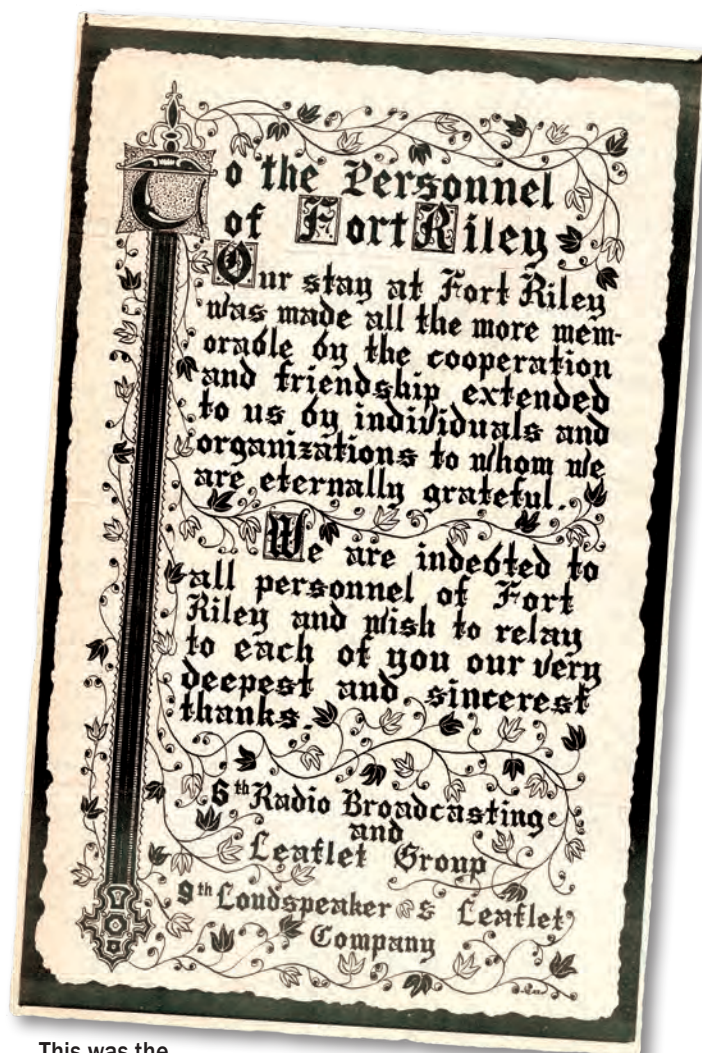 To the Personnel
of Fort Riley
Our stay at Fort Riley
was made all the more mem-
orable by the cooperation
and friendship extended
to us by individuals and
organizations to whom we
are eternally grateful.
We are indebted to
all personnel of Fort
Riley and wish to relay
to each of you our very
deepest and sincerest
thanks.
6th Radio Broadcasting
and
Leaflet Group
9th Loudspeaker & Leaflet
Company
This was the